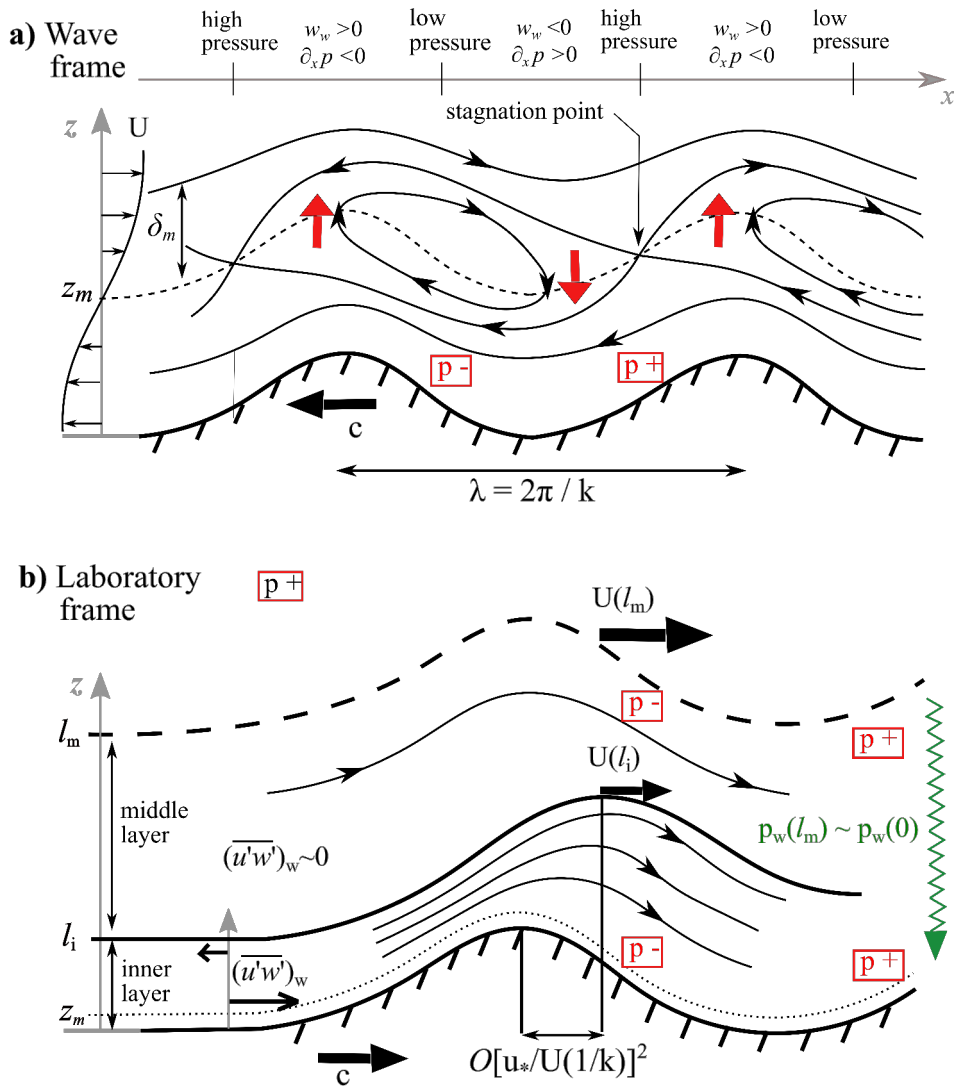 a) Wave frame
high pressure
w_w > 0
∂_x p < 0
low pressure
w_w < 0
∂_x p > 0
high pressure
w_w > 0
∂_x p < 0
low pressure
x
z
U
stagnation point
δ_m
z_m
p -
p +
c
λ = 2π / k
b) Laboratory frame
p +
U(l_m)
z
l_m
p -
p +
U(l_i)
middle layer
(u'w')_w~0
p_w(l_m) ~ p_w(0)
l_i
inner layer
(u'w')_w
p -
p +
z_m
c
O[u_*/U(1/k)]²